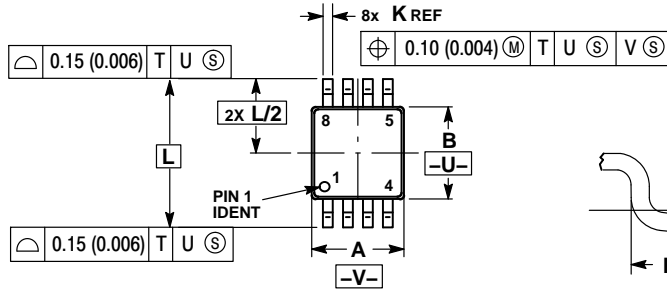 8x K REF
⌖ 0.10 (0.004) Ⓜ T U Ⓢ V Ⓢ
⌓ 0.15 (0.006) T U Ⓢ
2X L/2
8 5
L
B
–U–
1 4
PIN 1
IDENT
⌓ 0.15 (0.006) T U Ⓢ
A
–V–